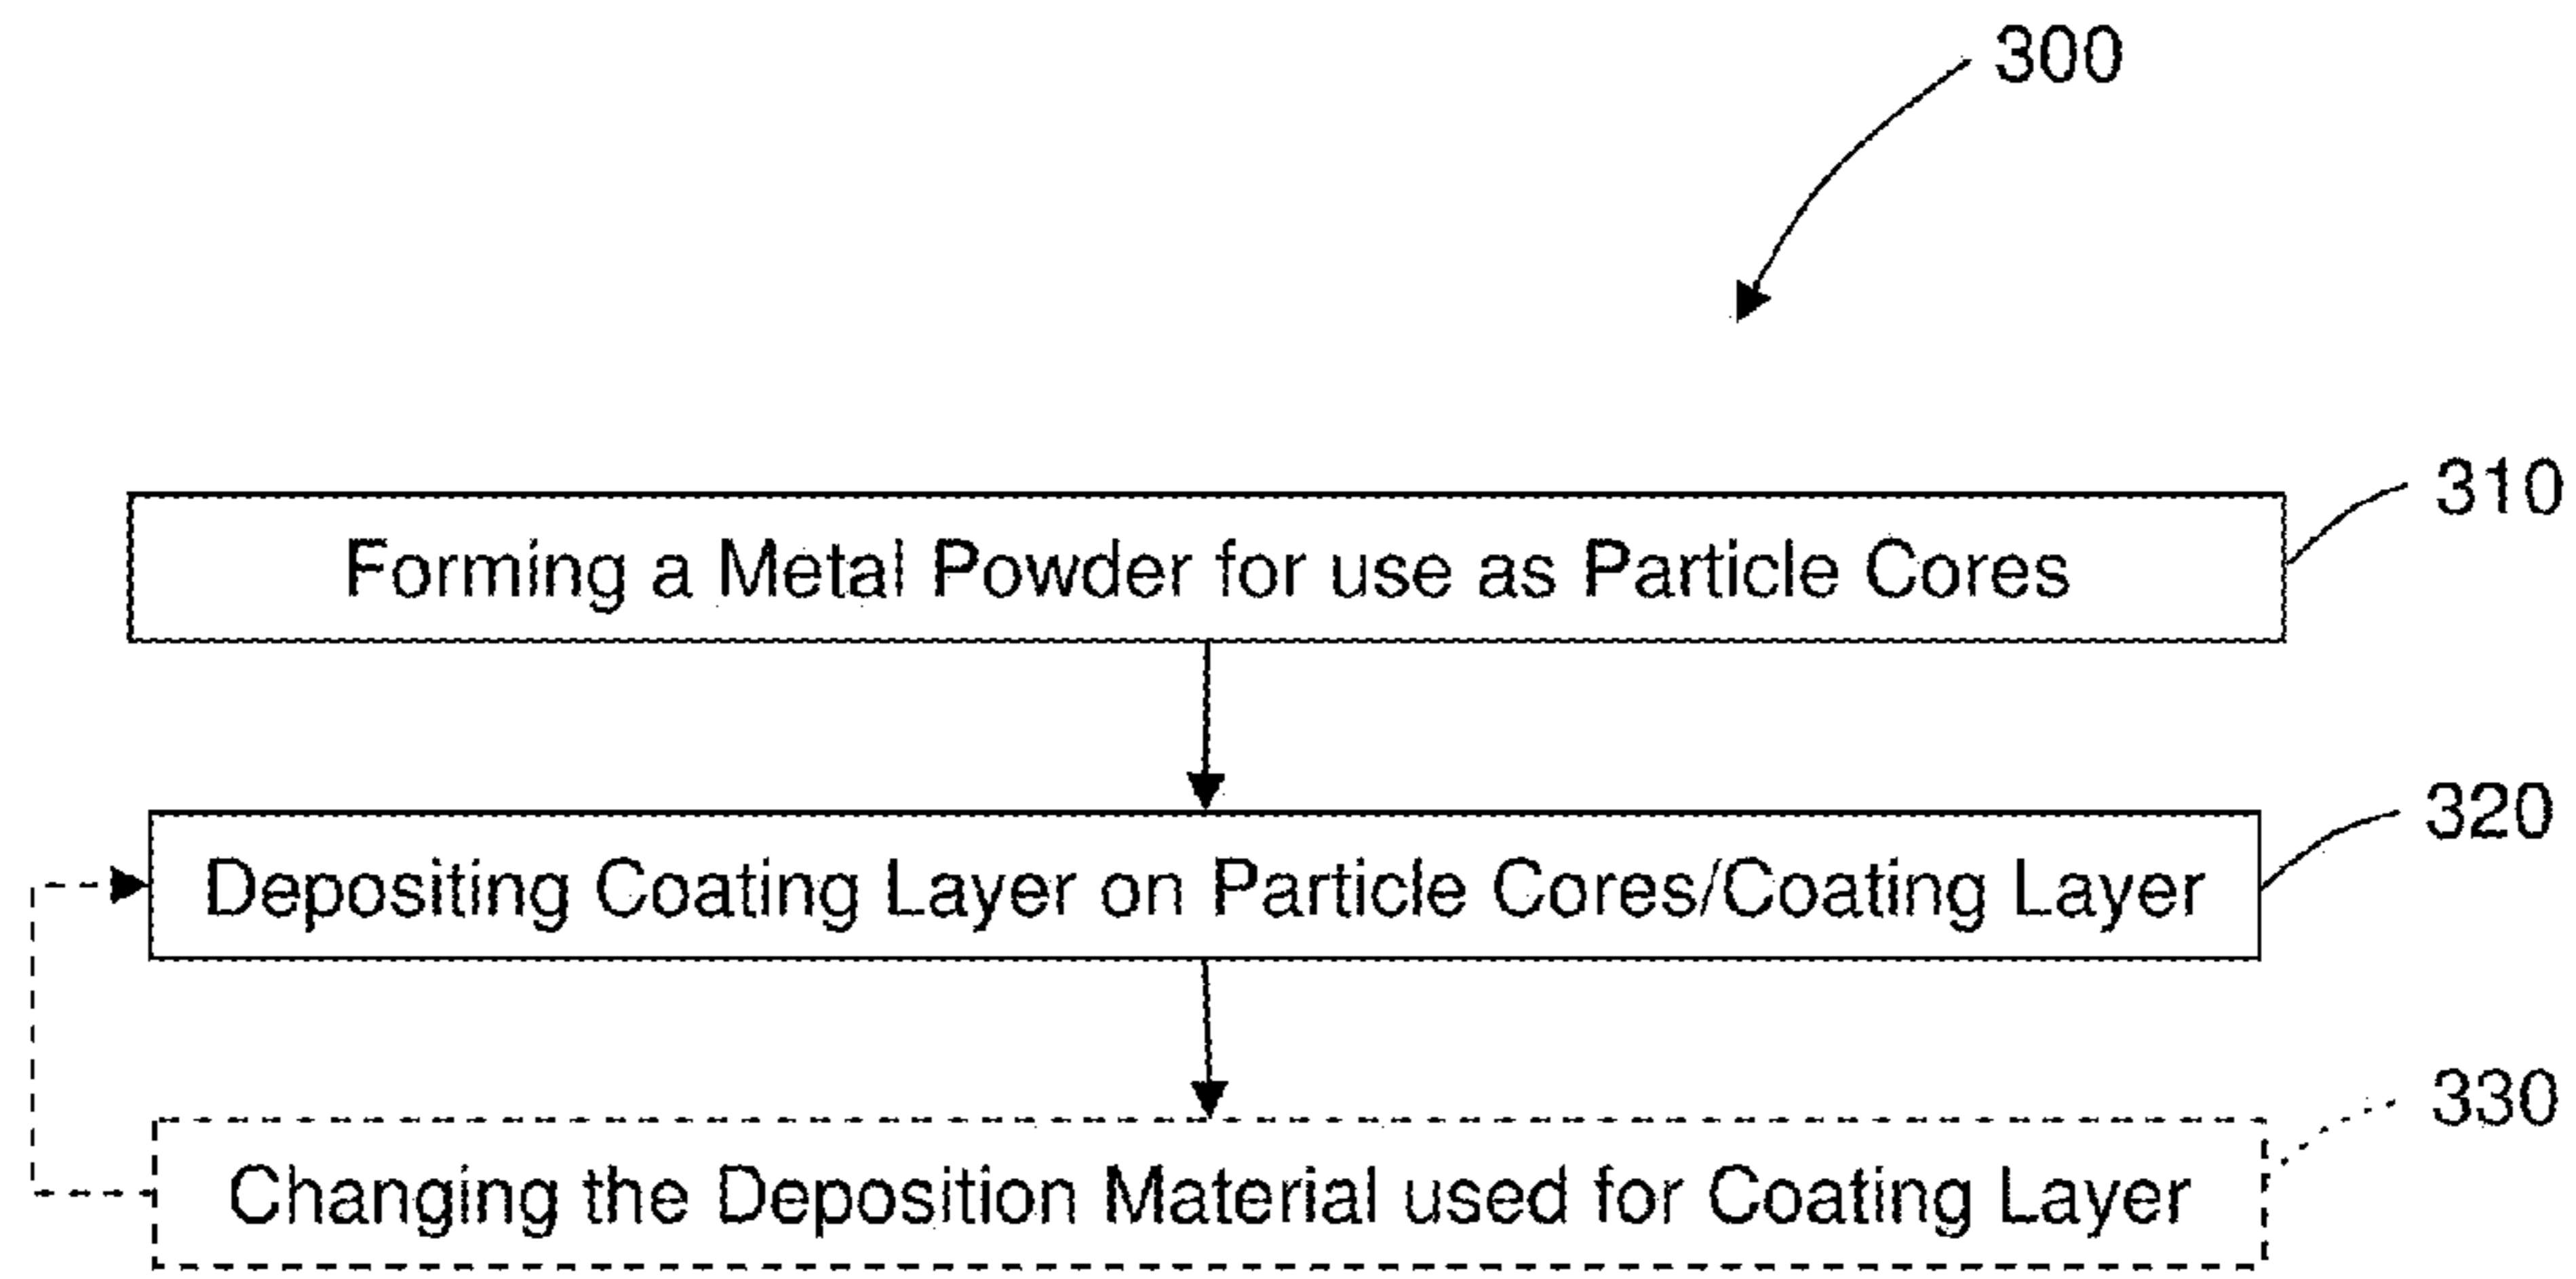 300
Forming a Metal Powder for use as Particle Cores
310
Depositing Coating Layer on Particle Cores/Coating Layer
320
Changing the Deposition Material used for Coating Layer
330